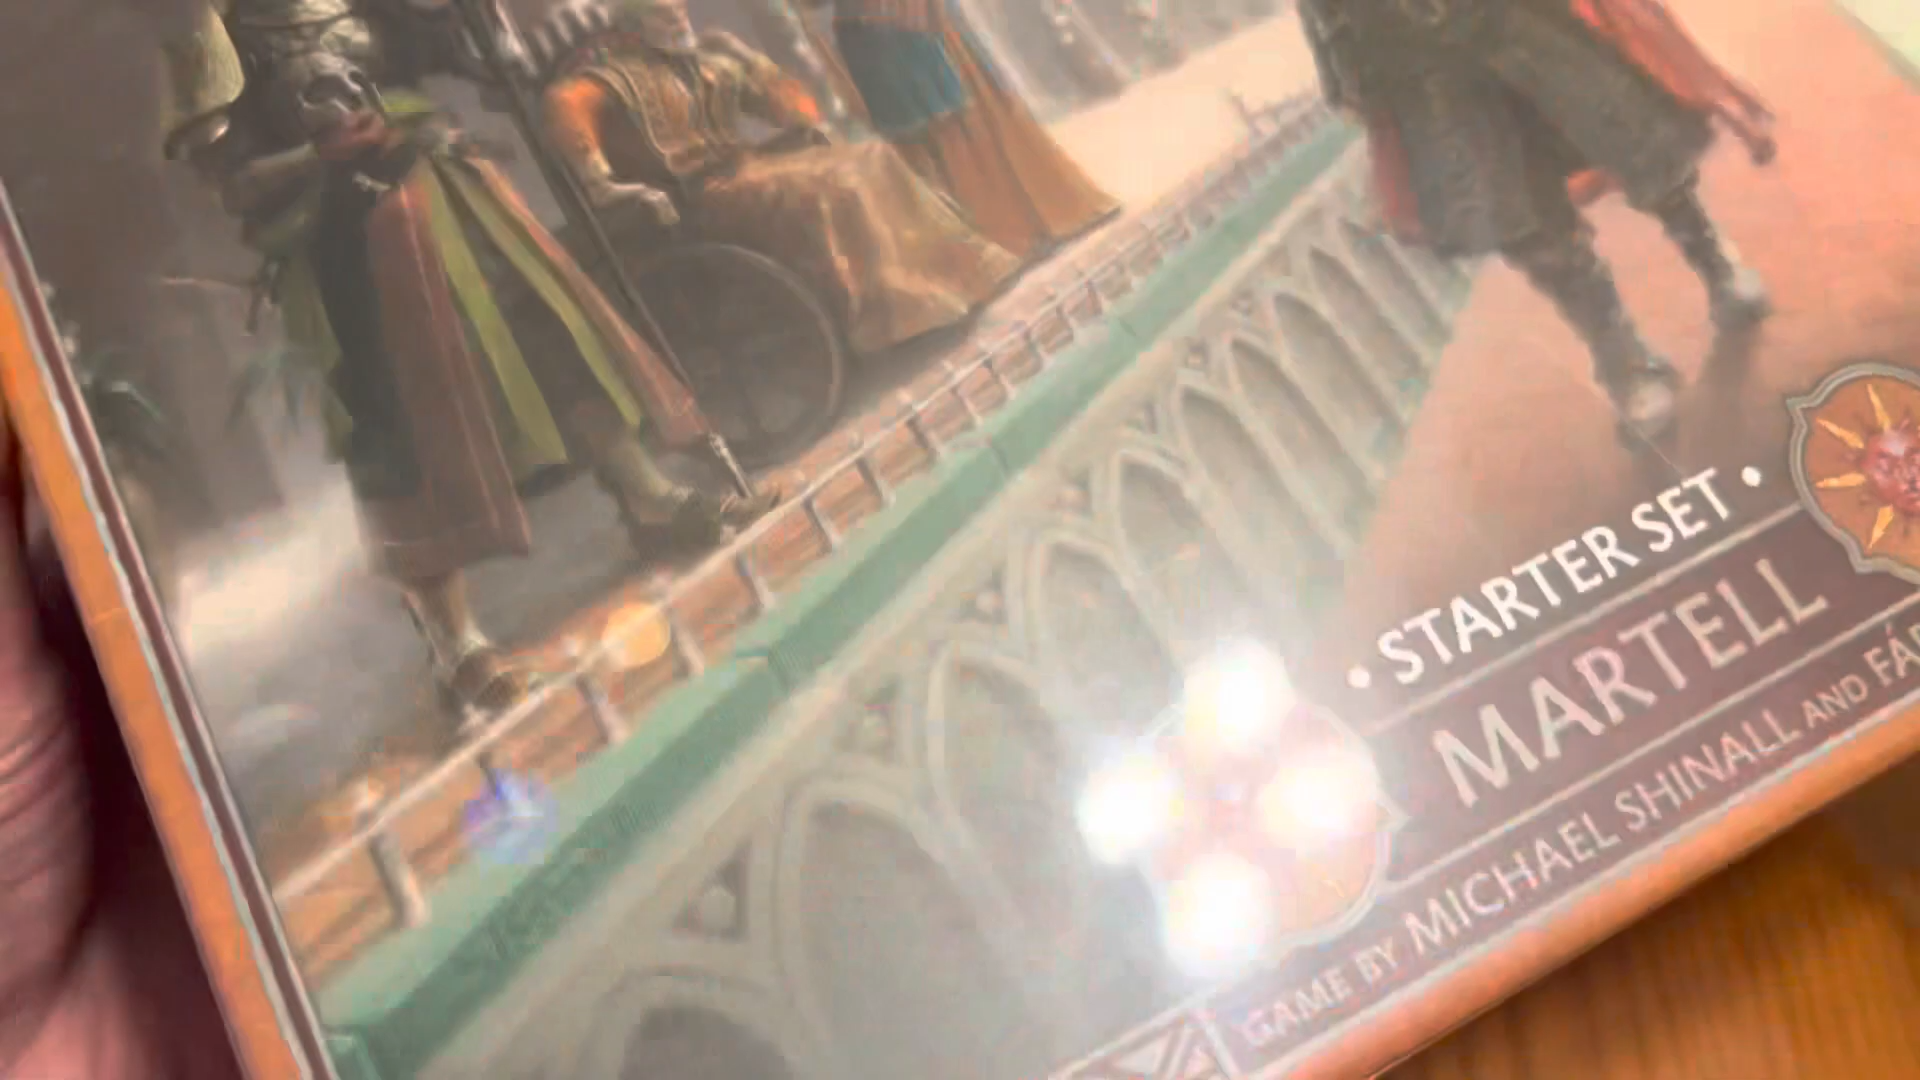 • STARTER SET •
MARTELL
GAME BY MICHAEL SHINALL AND